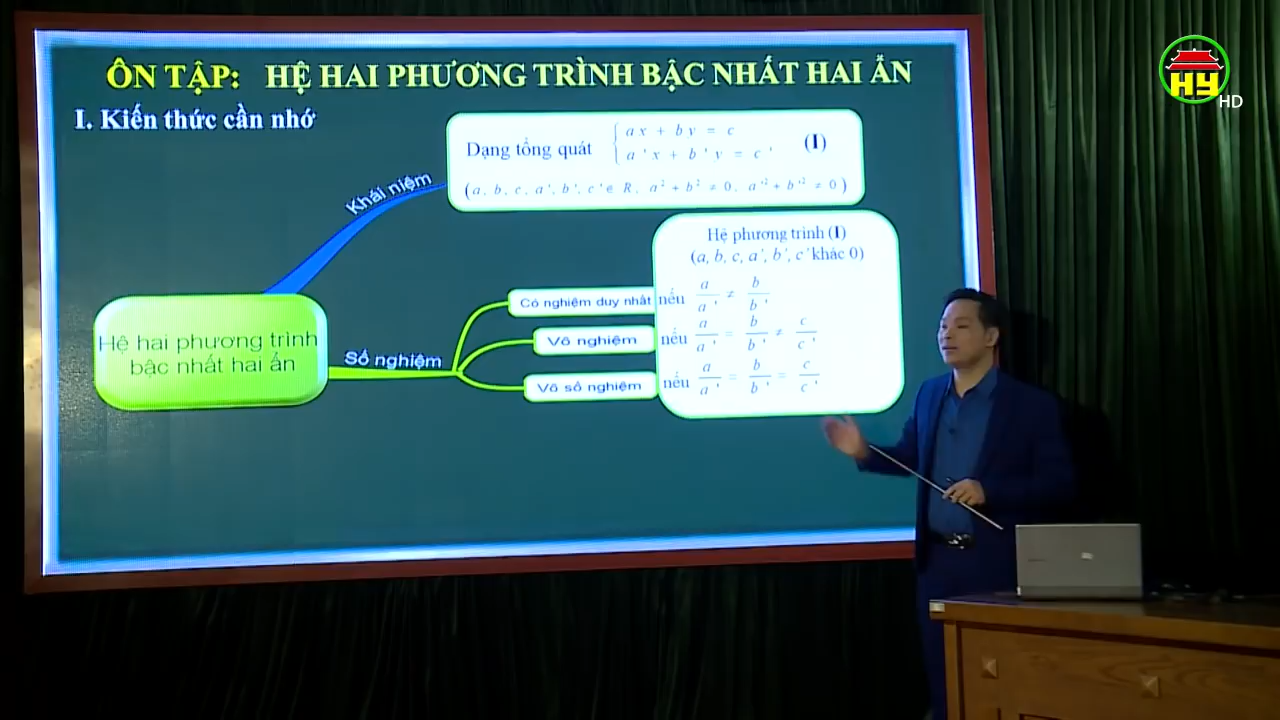 ÔN TẬP: HỆ HAI PHƯƠNG TRÌNH BẬC NHẤT HAI ẨN
I. Kiến thức cần nhớ
HY
HD
Dạng tổng quát { ax + by = c
a'x + b'y = c' (I)
(a, b, c, a', b', c' ∈ R, a² + b² ≠ 0, a'² + b'² ≠ 0)
Khái niệm
Hệ phương trình (I)
(a, b, c, a', b', c' khác 0)
Có nghiệm duy nhất nếu a/a' ≠ b/b'
Hệ hai phương trình
bậc nhất hai ẩn
Số nghiệm
Vô nghiệm nếu a/a' = b/b' ≠ c/c'
Vô số nghiệm nếu a/a' = b/b' = c/c'